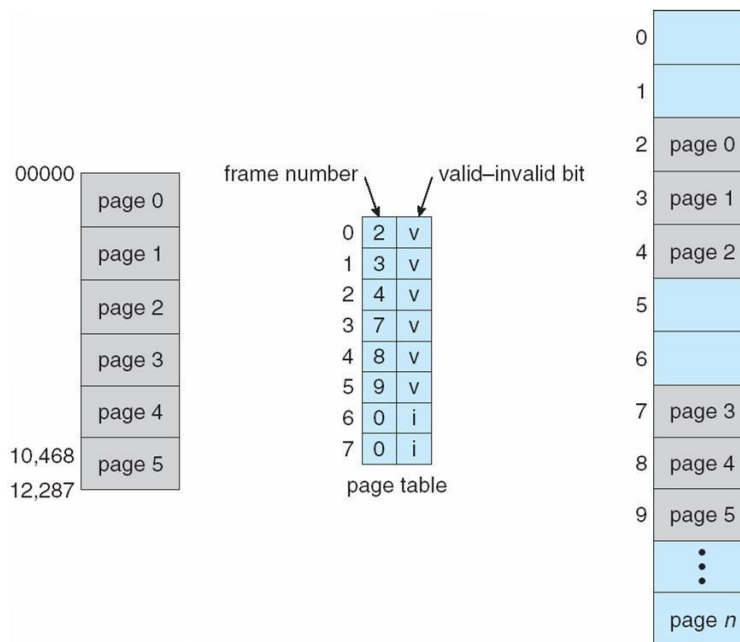 00000
page 0
page 1
page 2
page 3
page 4
10,468
page 5
12,287
frame number
valid–invalid bit
0 2 v
1 3 v
2 4 v
3 7 v
4 8 v
5 9 v
6 0 i
7 0 i
page table
0
1
2 page 0
3 page 1
4 page 2
5
6
7 page 3
8 page 4
9 page 5
page n